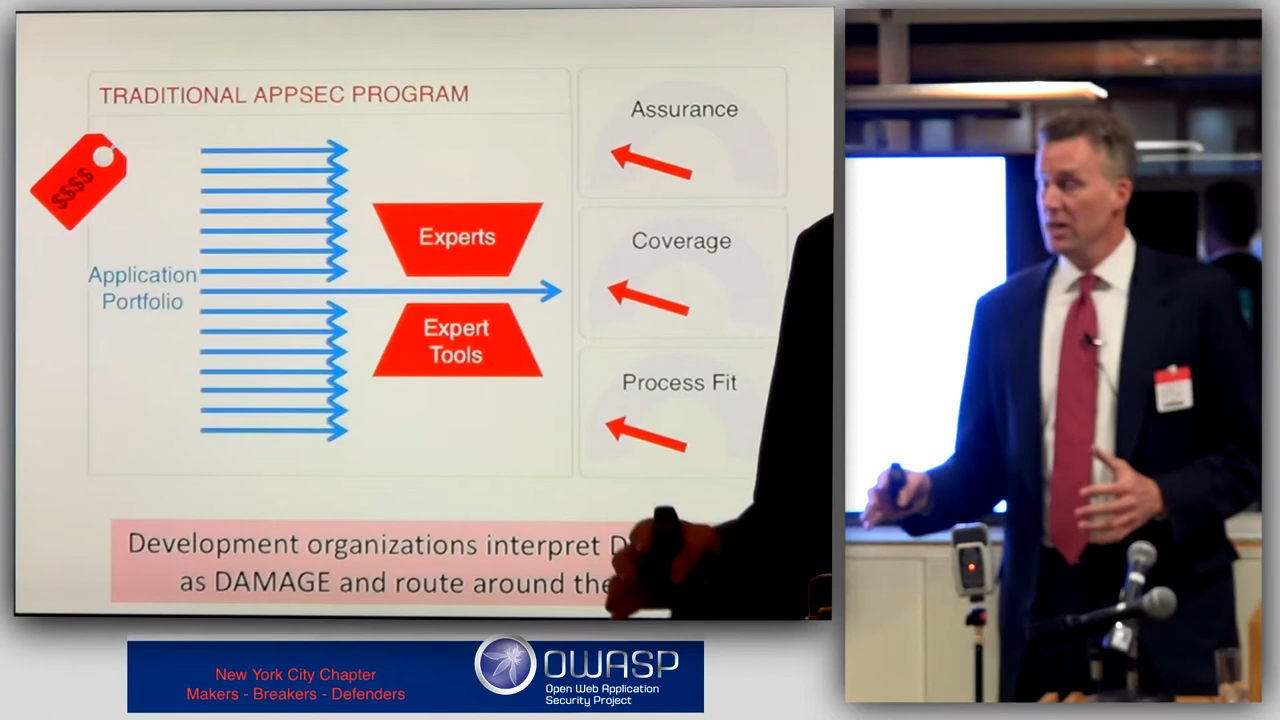 TRADITIONAL APPSEC PROGRAM
$$$$
Application
Portfolio
Experts
Expert
Tools
Assurance
Coverage
Process Fit
Development organizations interpret
as DAMAGE and route around
New York City Chapter
Makers - Breakers - Defenders
OWASP
Open Web Application
Security Project